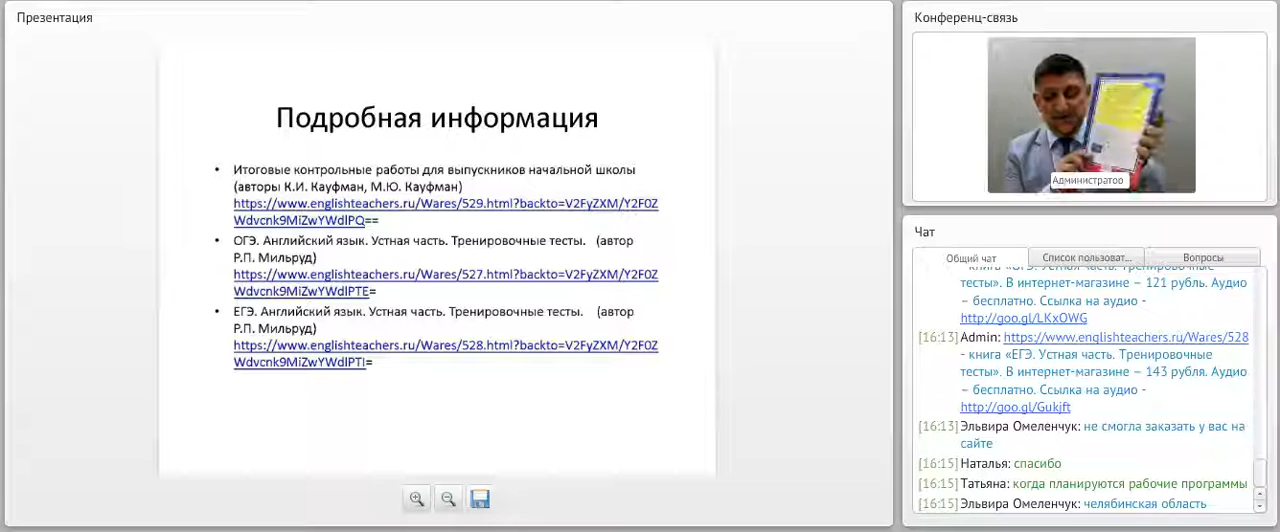 Презентация
Подробная информация
• Итоговые контрольные работы для выпускников начальной школы
(авторы К.И. Кауфман, М.Ю. Кауфман)
https://www.englishteachers.ru/Wares/529.html?backto=V2FyZXM/Y2F0Z
Wdvcnk9MiZwYWdlPQ==
• ОГЭ. Английский язык. Устная часть. Тренировочные тесты. (автор
Р.П. Мильруд)
https://www.englishteachers.ru/Wares/527.html?backto=V2FyZXM/Y2F0Z
Wdvcnk9MiZwYWdlPTE=
• ЕГЭ. Английский язык. Устная часть. Тренировочные тесты. (автор
Р.П. Мильруд)
https://www.englishteachers.ru/Wares/528.html?backto=V2FyZXM/Y2F0Z
Wdvcnk9MiZwYWdlPTI=
Конференц-связь
Администратор
Чат
Общий чат
Список пользоват...
Вопросы
книга «ОГЭ. Устная часть. Тренировочные
тесты». В интернет-магазине – 121 рубль. Аудио
– бесплатно. Ссылка на аудио -
http://goo.gl/LKxOWG
[16:13] Admin: https://www.englishteachers.ru/Wares/528
- книга «ЕГЭ. Устная часть. Тренировочные
тесты». В интернет-магазине – 143 рубля. Аудио
– бесплатно. Ссылка на аудио -
http://goo.gl/Gukjft
[16:13] Эльвира Омеленчук: не смогла заказать у вас на
сайте
[16:15] Наталья: спасибо
[16:15] Татьяна: когда планируются рабочие программы
[16:15] Эльвира Омеленчук: челябинская область